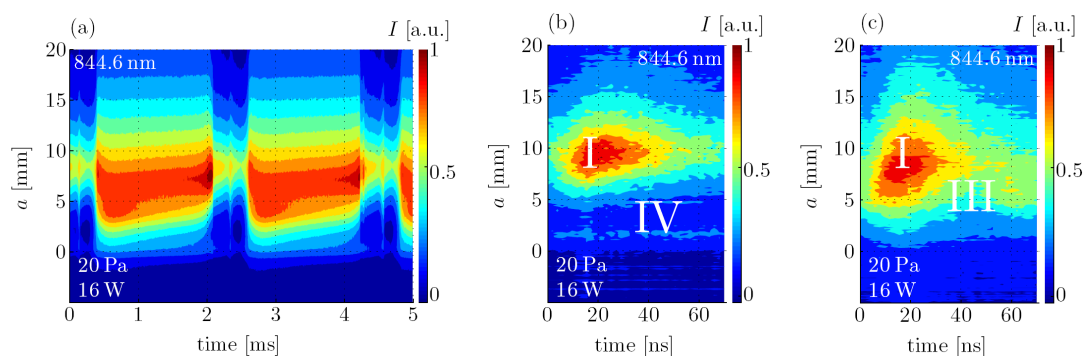 (a)
I [a.u.]
844.6 nm
20 Pa
16 W
a [mm]
20
15
10
5
0
0 1 2 3 4 5
time [ms]
1
0.5
0
(b)
I [a.u.]
844.6 nm
I
IV
20 Pa
16 W
a [mm]
20
15
10
5
0
0 20 40 60
time [ns]
1
0.5
0
(c)
I [a.u.]
844.6 nm
I
III
20 Pa
16 W
a [mm]
20
15
10
5
0
0 20 40 60
time [ns]
1
0.5
0